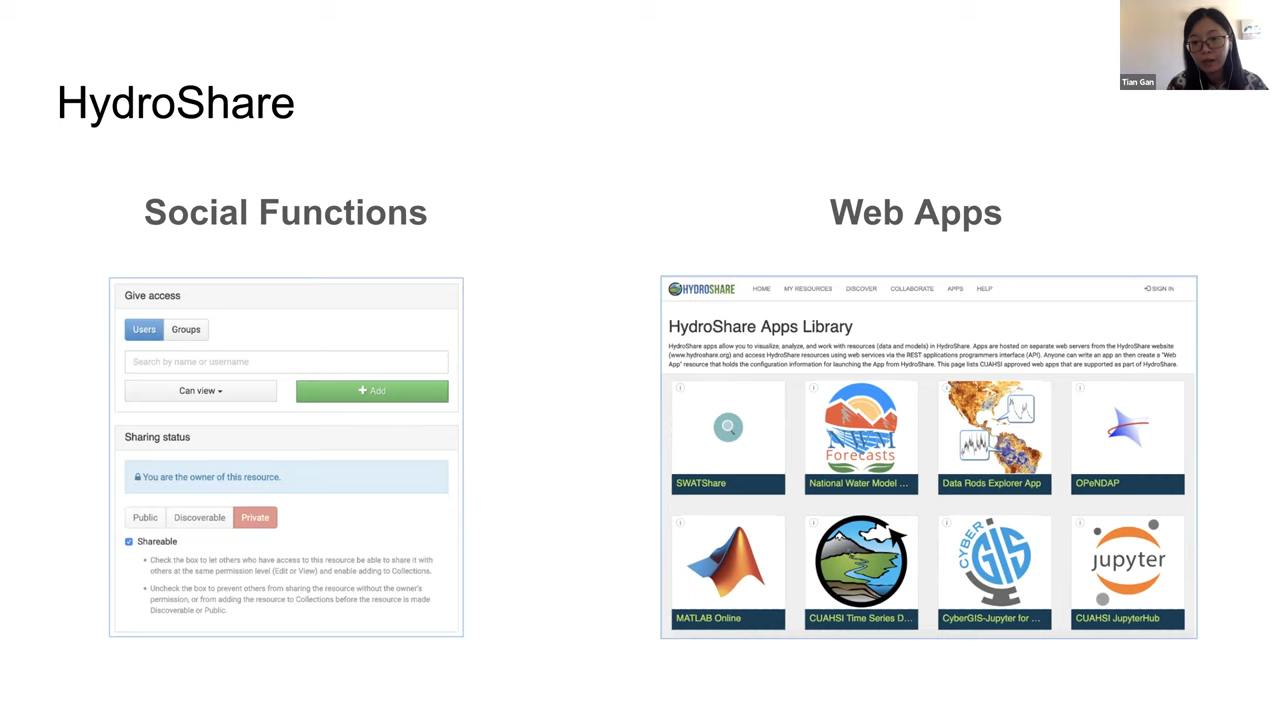 Tian Gan
HydroShare
Social Functions
Web Apps
Give access
Users
Groups
Search by name or username
Can view
Add
Sharing status
You are the owner of this resource.
Public
Discoverable
Private
Shareable
Check the box to let others who have access to this resource be able to share it with
others at the same permission level (Edit or View) and enable adding to Collections.
Uncheck the box to prevent others from sharing the resource without the owner's
permission, or from adding the resource to Collections before the resource is made
Discoverable or Public.
HYDROSHARE
HOME
MY RESOURCES
DISCOVER
COLLABORATE
APPS
HELP
SIGN IN
HydroShare Apps Library
HydroShare apps allow you to visualize, analyze, and work with resources (data and models) in HydroShare. Apps are hosted on separate web servers from the HydroShare website
(www.hydroshare.org) and access HydroShare resources using web services via the REST applications programmers interface (API). Anyone can write an app an then create a "Web
App" resource that holds the configuration information for launching the App from HydroShare. This page lists CUAHSI approved web apps that are supported as part of HydroShare.
NWM
Forecasts
SWATShare
National Water Model ...
Data Rods Explorer App
OPeNDAP
CYBER
GIS
jupyter
MATLAB Online
CUAHSI Time Series D...
CyberGIS-Jupyter for ...
CUAHSI JupyterHub